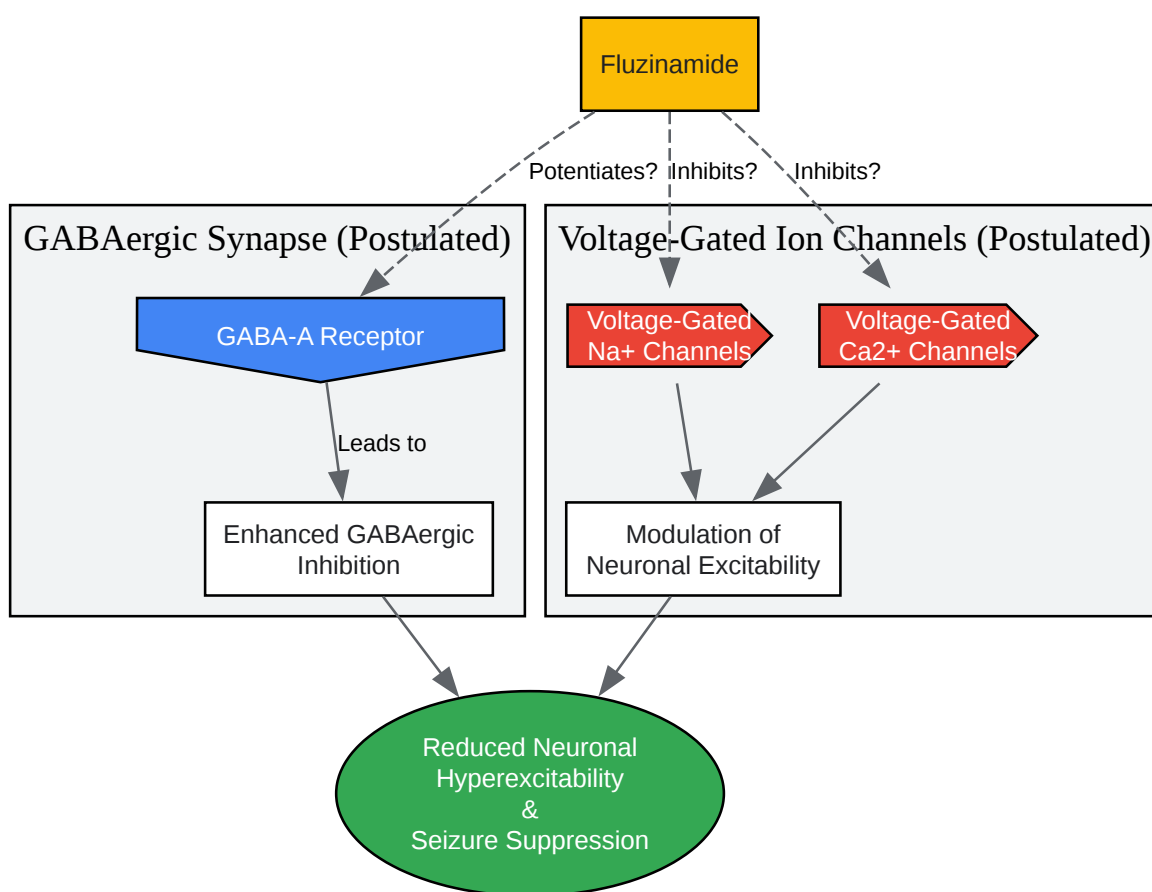 Fluzinamide
Potentiates?
Inhibits?
Inhibits?
GABAergic Synapse (Postulated)
Voltage-Gated Ion Channels (Postulated)
GABA-A Receptor
Voltage-Gated
Na+ Channels
Voltage-Gated
Ca2+ Channels
Leads to
Enhanced GABAergic
Inhibition
Modulation of
Neuronal Excitability
Reduced Neuronal
Hyperexcitability
&
Seizure Suppression